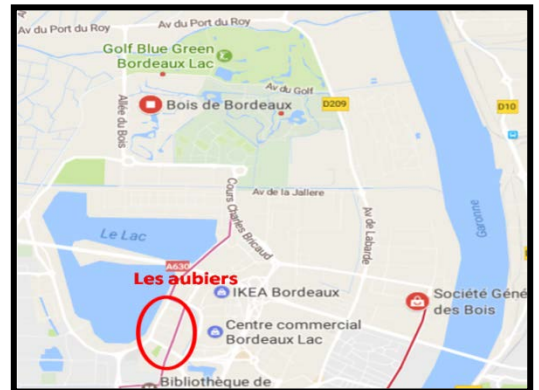 Av du Port du Roy
Av du Port du Roy
Golf Blue Green
Bordeaux Lac
Av du Golf
Bois de Bordeaux
D209
D10
Allée du Bois
Av de la Jallere
Cours Charles Bricaud
Av de Labarde
Garonne
Le Lac
A630
Les aubiers
IKEA Bordeaux
Société Géné
des Bois
Centre commercial
Bordeaux Lac
Bibliothèque de